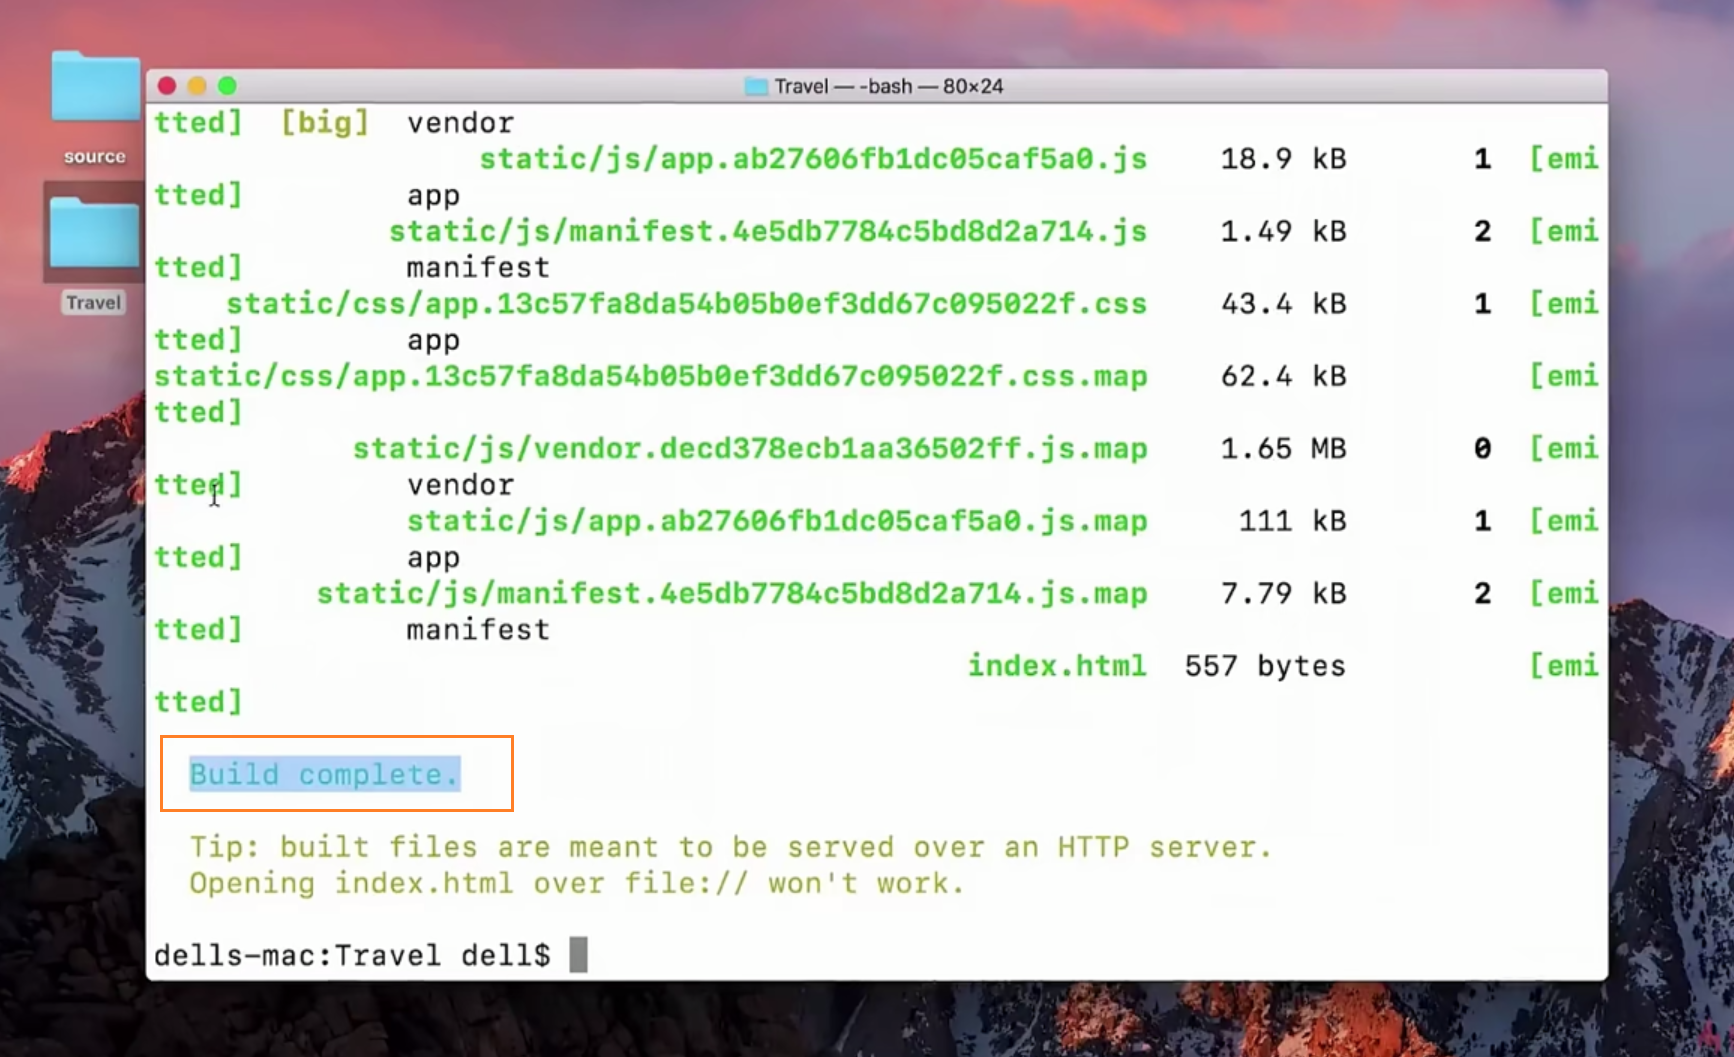 source
Travel
Travel — -bash — 80×24
tted]  [big]  vendor
static/js/app.ab27606fb1dc05caf5a0.js  18.9 kB  1  [emi
tted]  app
static/js/manifest.4e5db7784c5bd8d2a714.js  1.49 kB  2  [emi
tted]  manifest
static/css/app.13c57fa8da54b05b0ef3dd67c095022f.css  43.4 kB  1  [emi
tted]  app
static/css/app.13c57fa8da54b05b0ef3dd67c095022f.css.map  62.4 kB  [emi
tted]
static/js/vendor.decd378ecb1aa36502ff.js.map  1.65 MB  0  [emi
tted]  vendor
static/js/app.ab27606fb1dc05caf5a0.js.map  111 kB  1  [emi
tted]  app
static/js/manifest.4e5db7784c5bd8d2a714.js.map  7.79 kB  2  [emi
tted]  manifest
index.html  557 bytes  [emi
tted]
Build complete.
Tip: built files are meant to be served over an HTTP server.
Opening index.html over file:// won't work.
dells-mac:Travel dell$